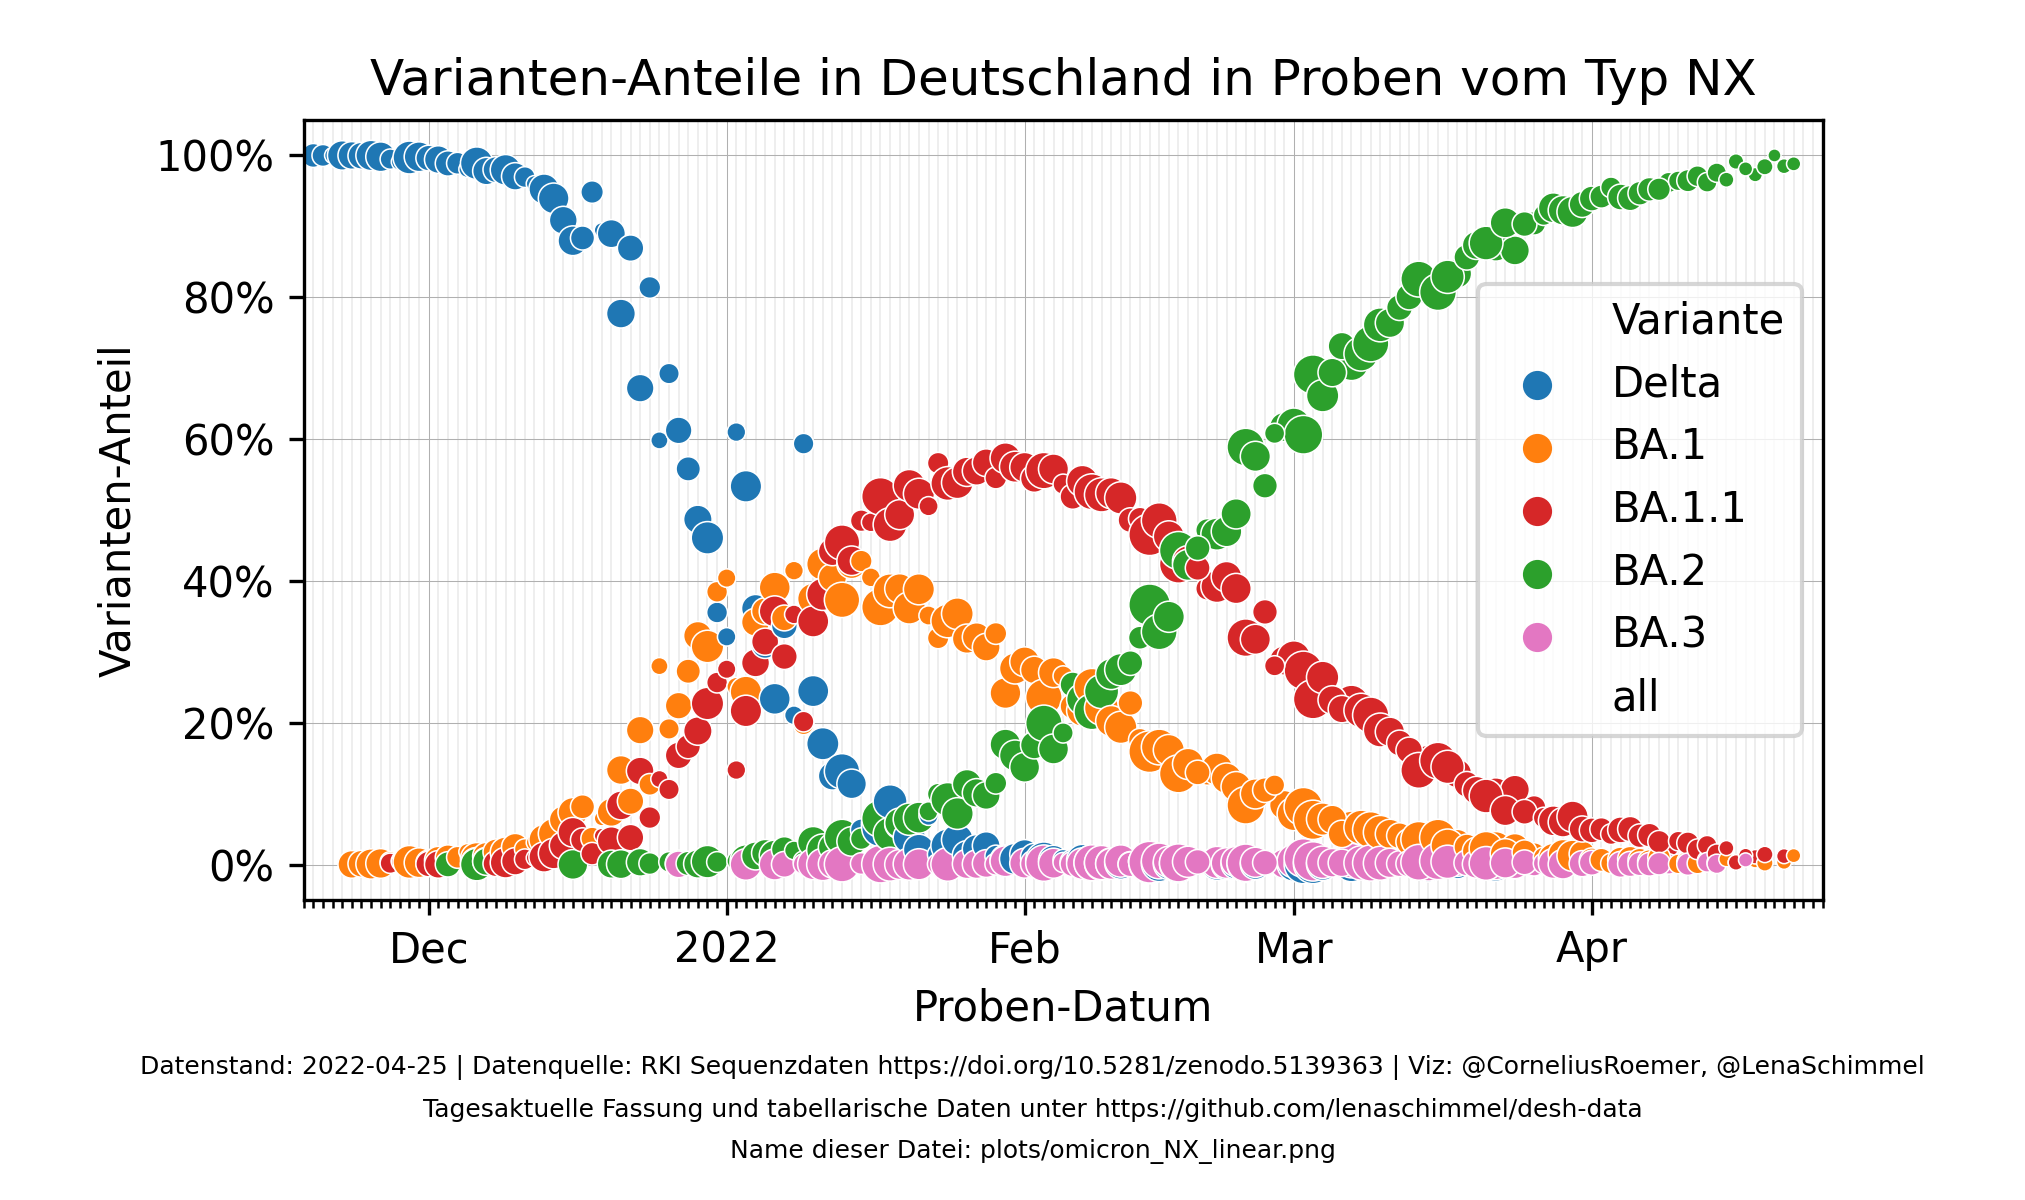 Varianten-Anteile in Deutschland in Proben vom Typ NX
100%
80%
60%
40%
20%
0%
Varianten-Anteil
Variante
Delta
BA.1
BA.1.1
BA.2
BA.3
all
Dec 2022 Feb Mar Apr
Proben-Datum
Datenstand: 2022-04-25 | Datenquelle: RKI Sequenzdaten https://doi.org/10.5281/zenodo.5139363 | Viz: @CorneliusRoemer, @LenaSchimmel
Tagesaktuelle Fassung und tabellarische Daten unter https://github.com/lenaschimmel/desh-data
Name dieser Datei: plots/omicron_NX_linear.png